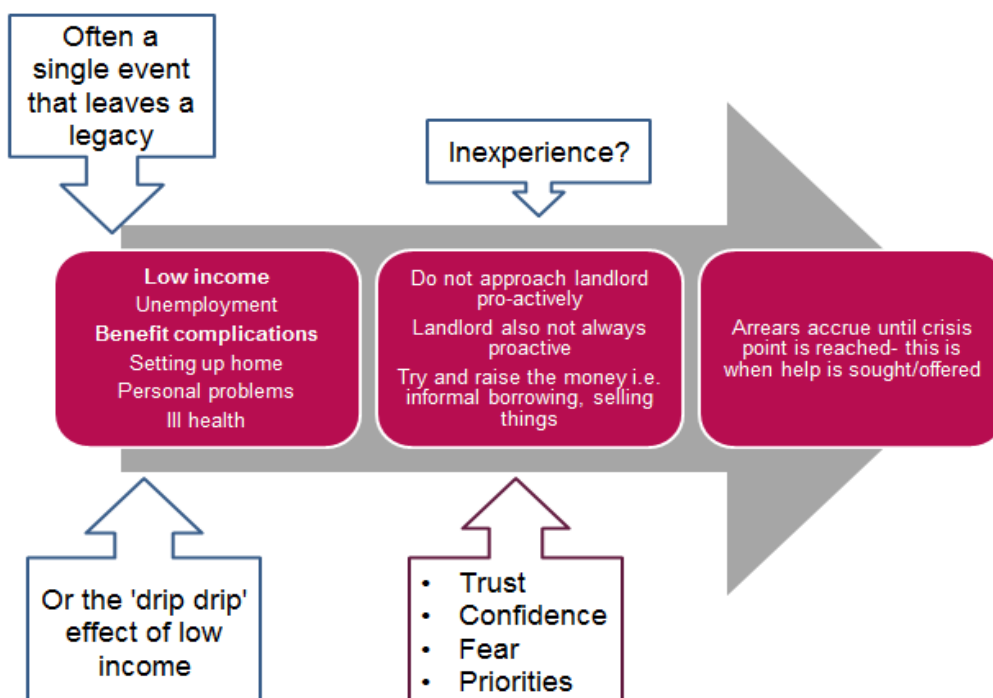 Often a
single event
that leaves a
legacy
Inexperience?
Low income
Unemployment
Benefit complications
Setting up home
Personal problems
Ill health
Do not approach landlord
pro-actively
Landlord also not always
proactive
Try and raise the money i.e.
informal borrowing, selling
things
Arrears accrue until crisis
point is reached- this is
when help is sought/offered
Or the 'drip drip'
effect of low
income
• Trust
• Confidence
• Fear
• Priorities